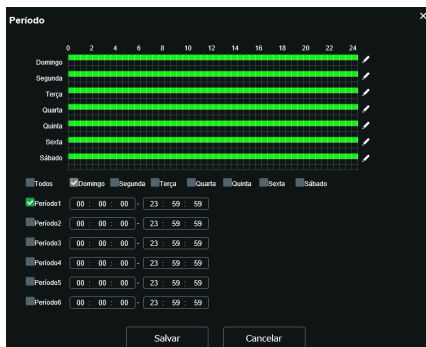 Período
0 2 4 6 8 10 12 14 16 18 20 22 24
Domingo
Segunda
Terça
Quarta
Quinta
Sexta
Sábado
Todos Domingo Segunda Terça Quarta Quinta Sexta Sábado
Período1 00 : 00 : 00 - 23 : 59 : 59
Período2 00 : 00 : 00 - 23 : 59 : 59
Período3 00 : 00 : 00 - 23 : 59 : 59
Período4 00 : 00 : 00 - 23 : 59 : 59
Período5 00 : 00 : 00 - 23 : 59 : 59
Período6 00 : 00 : 00 - 23 : 59 : 59
Salvar Cancelar